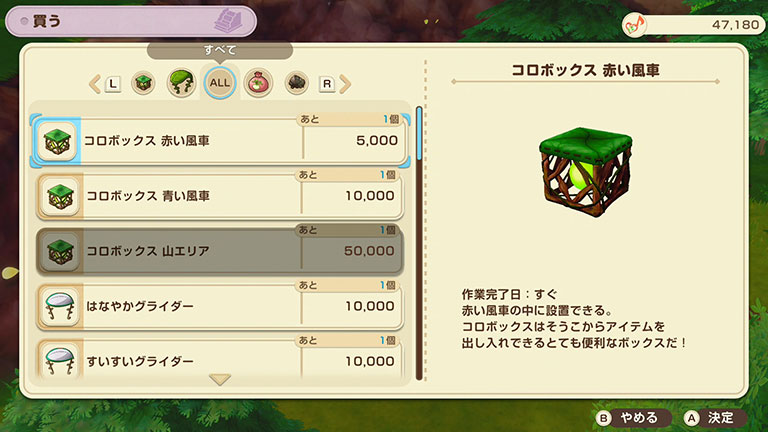 買う
47,180
すべて
L
ALL
R
コロボックス 赤い風車
あと 1個
5,000
コロボックス 青い風車
あと 1個
10,000
コロボックス 山エリア
あと 1個
50,000
はなやかグライダー
あと 1個
10,000
すいすいグライダー
あと 1個
10,000
コロボックス 赤い風車
作業完了日：すぐ
赤い風車の中に設置できる。
コロボックスはそうこからアイテムを
出し入れできるとても便利なボックスだ！
B やめる
A 決定